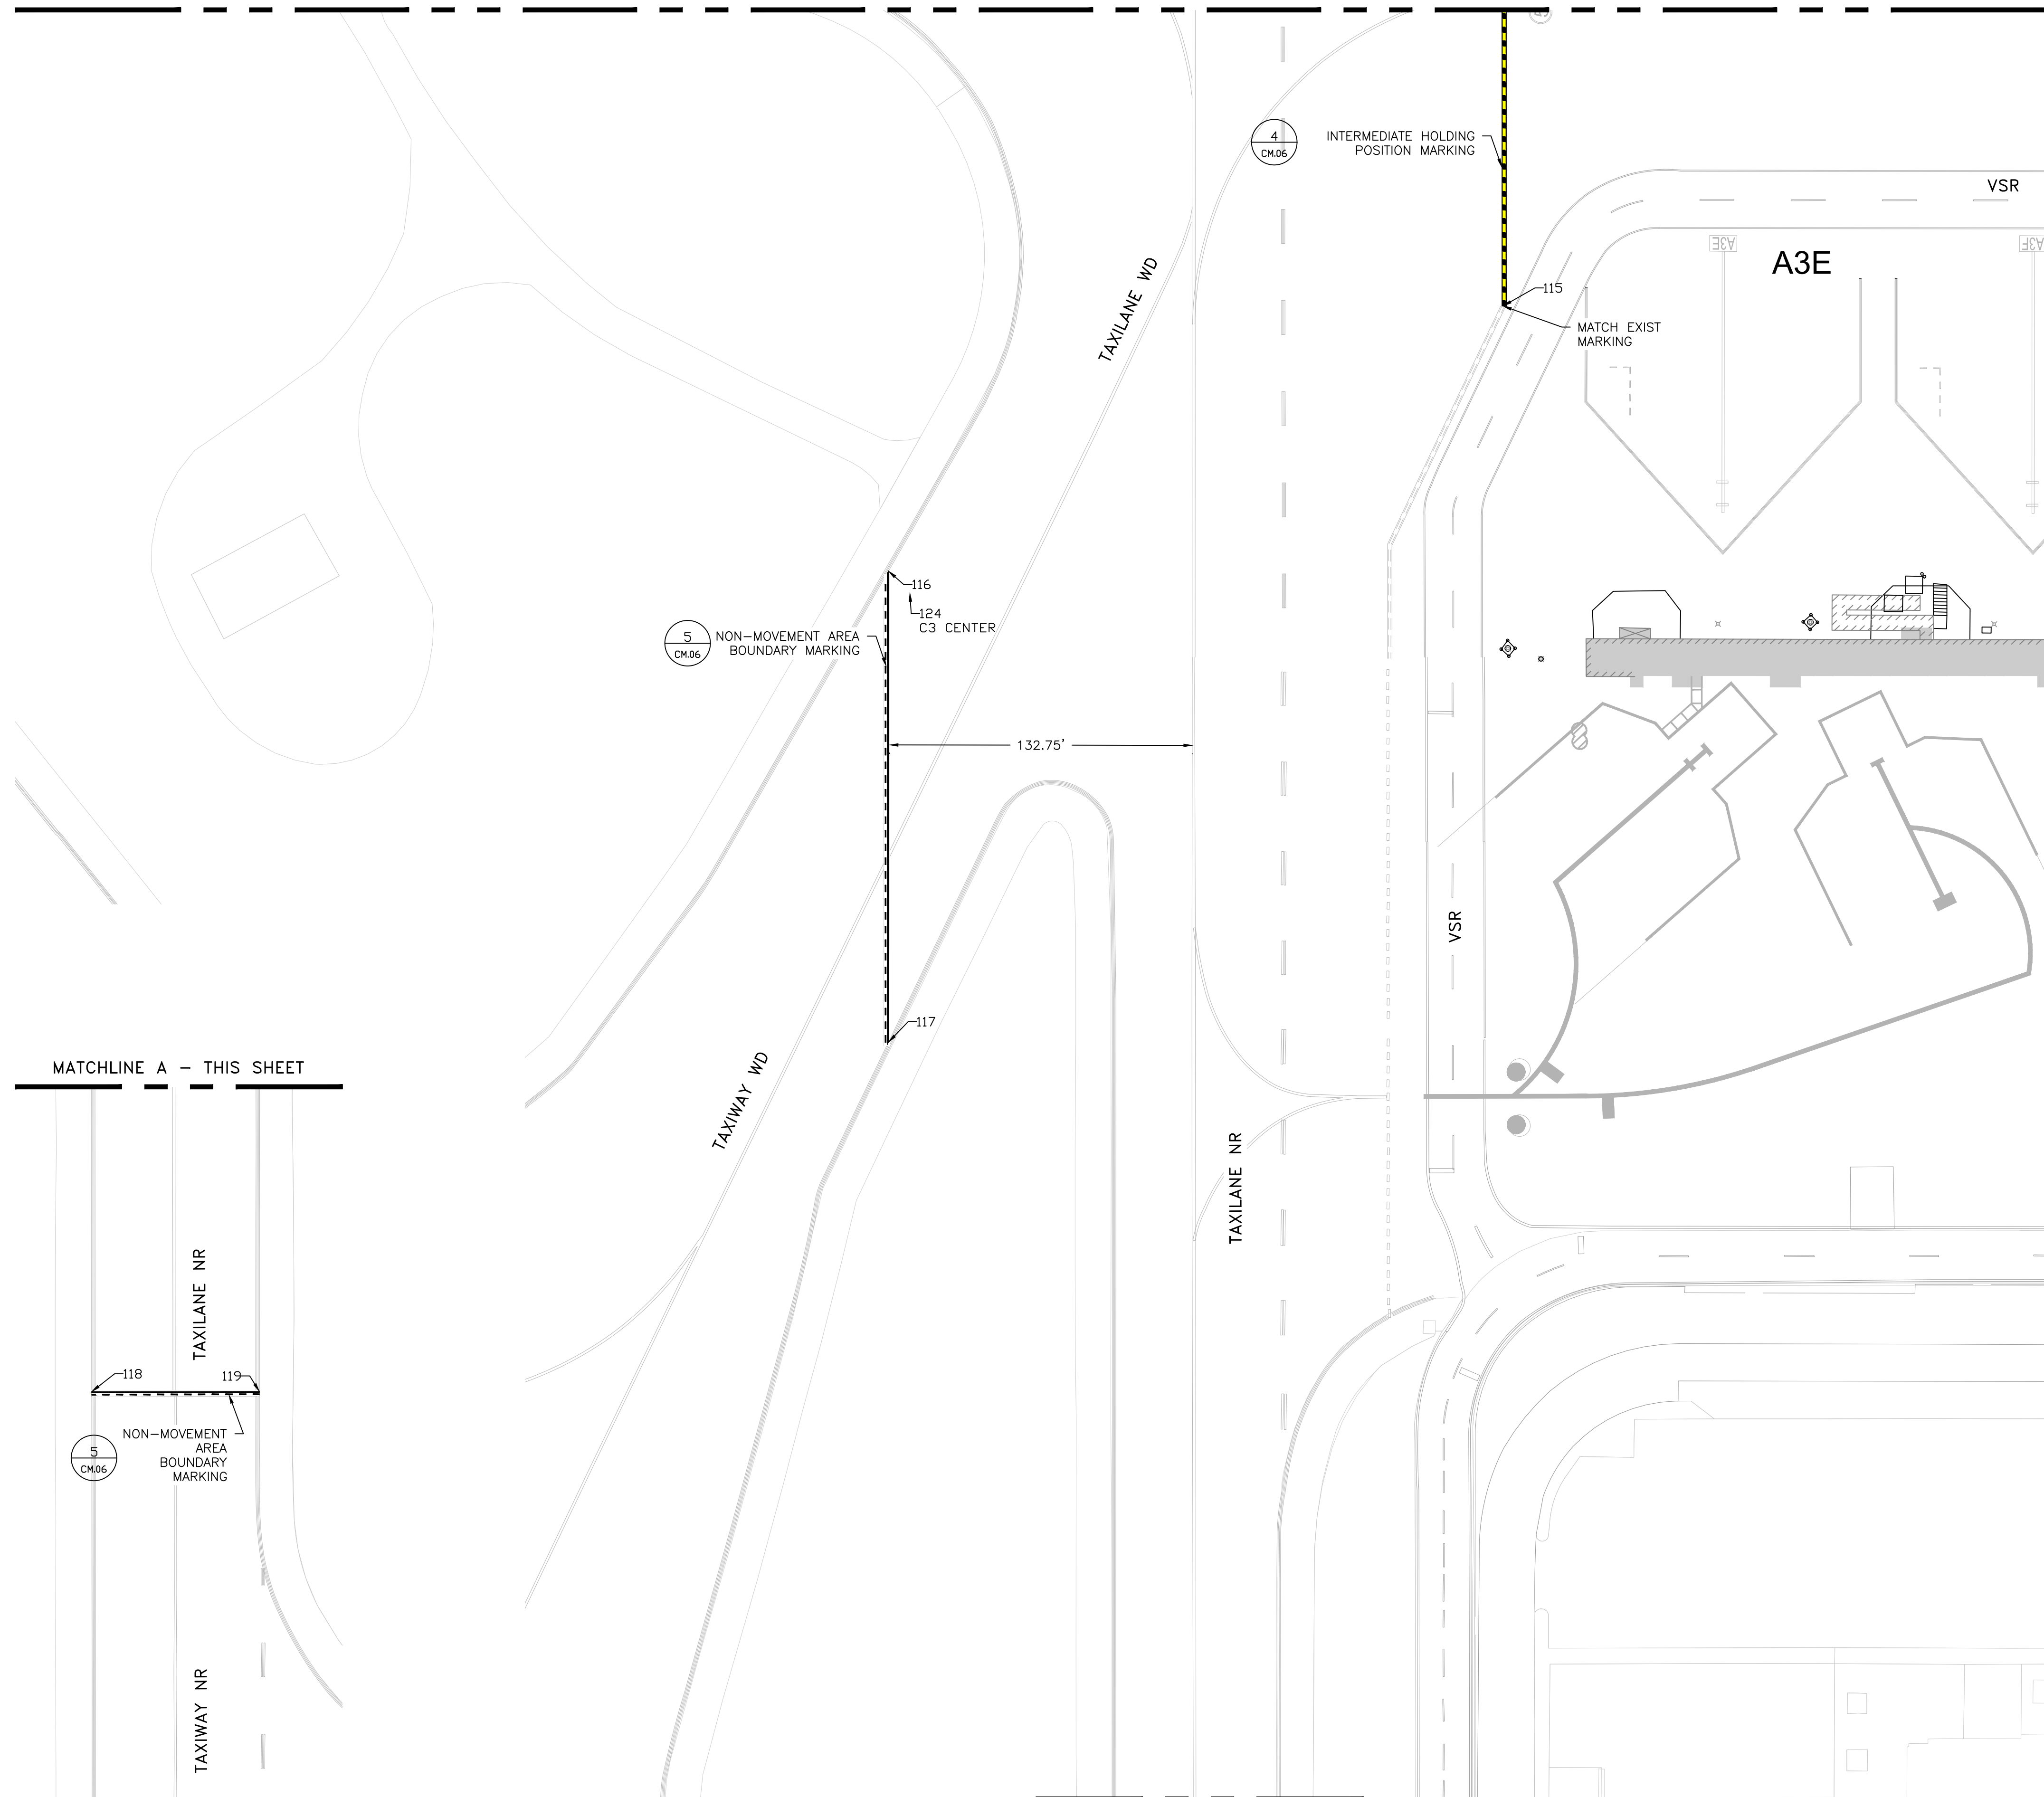 4
CM.06
INTERMEDIATE HOLDING
POSITION MARKING
VSR
A3E
A3F
A3E
TAXILANE WD
115
MATCH EXIST
MARKING
116
124
C3 CENTER
5
CM.06
NON-MOVEMENT AREA
BOUNDARY MARKING
132.75'
VSR
117
TAXIWAY WD
MATCHLINE A - THIS SHEET
TAXILANE NR
TAXILANE NR
118
119
NON-MOVEMENT
AREA
BOUNDARY
MARKING
5
CM.06
TAXIWAY NR